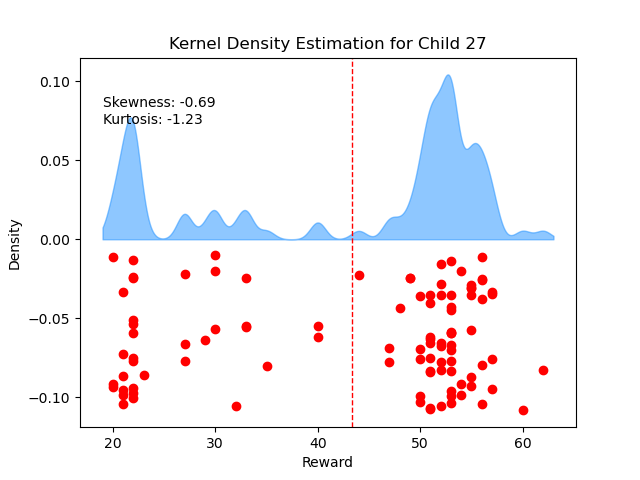 Kernel Density Estimation for Child 27
Skewness: -0.69
Kurtosis: -1.23
0.10
0.05
0.00
−0.05
−0.10
Density
20 30 40 50 60
Reward